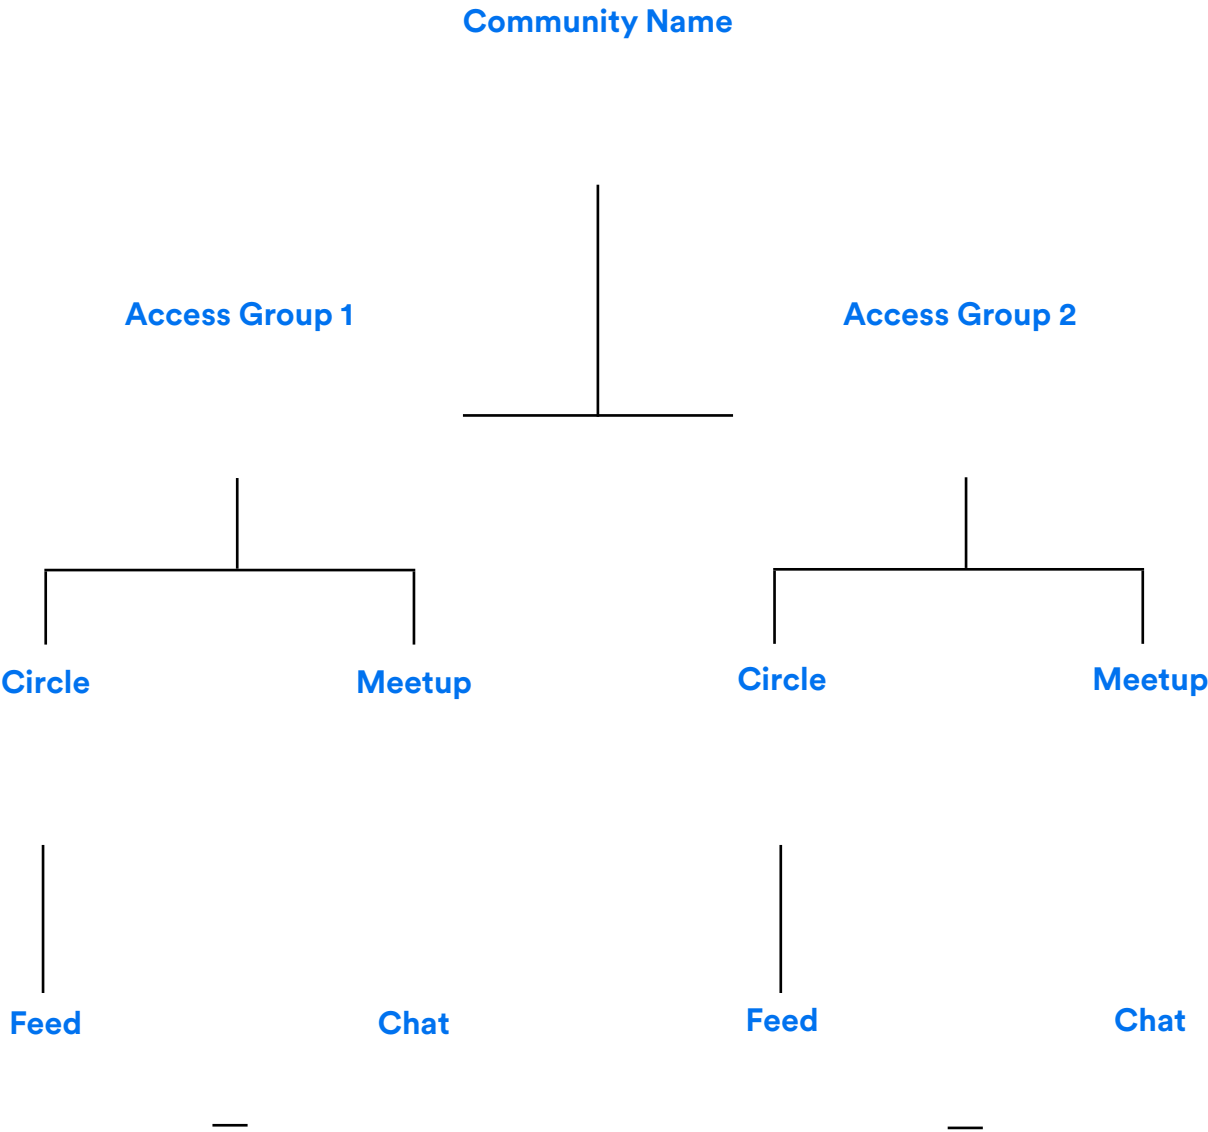 Community Name
Access Group 1
Access Group 2
Circle
Meetup
Circle
Meetup
Feed
Chat
Feed
Chat